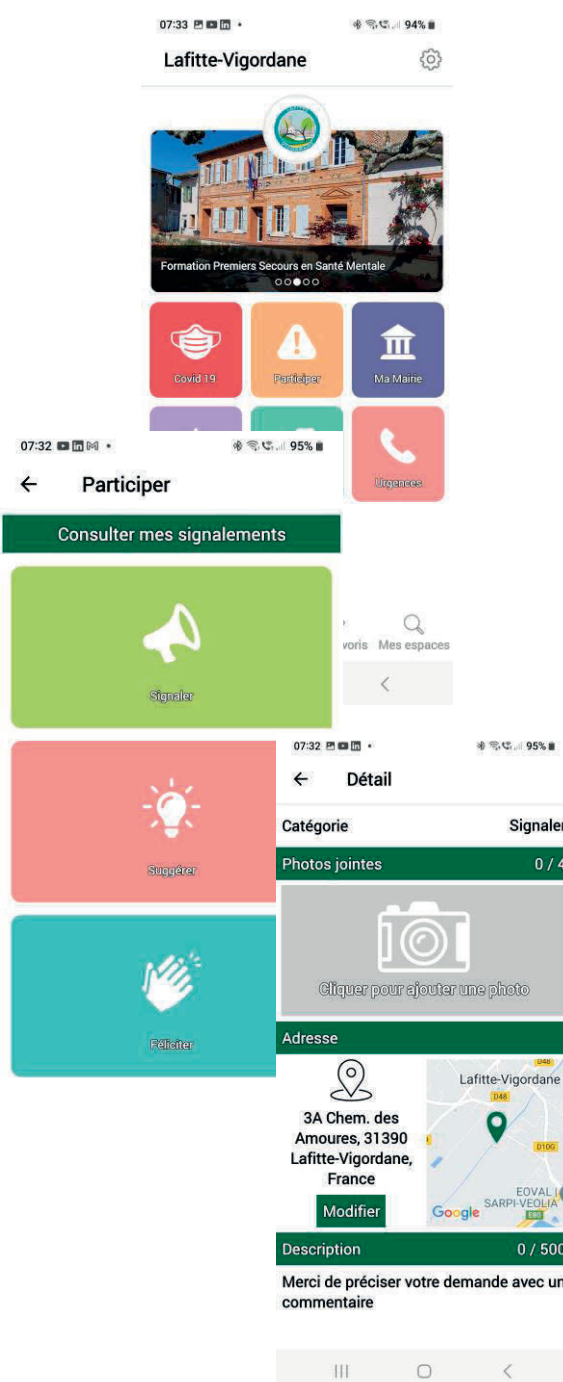 07:33
94%
Lafitte-Vigordane
Formation Premiers Secours en Santé Mentale
Covid 19
Participer
Ma Mairie
Urgences
voris
Mes espaces
07:32
95%
Participer
Consulter mes signalements
Signaler
Suggérer
Féliciter
07:32
95%
Détail
Catégorie
Signaler
Photos jointes
0 / 4
Cliquer pour ajouter une photo
Adresse
3A Chem. des
Amoures, 31390
Lafitte-Vigordane,
France
Modifier
D48
Lafitte-Vigordane
D48
D10G
EOVAL
SARPI-VEOLIA
E80
Google
Description
0 / 500
Merci de préciser votre demande avec un
commentaire